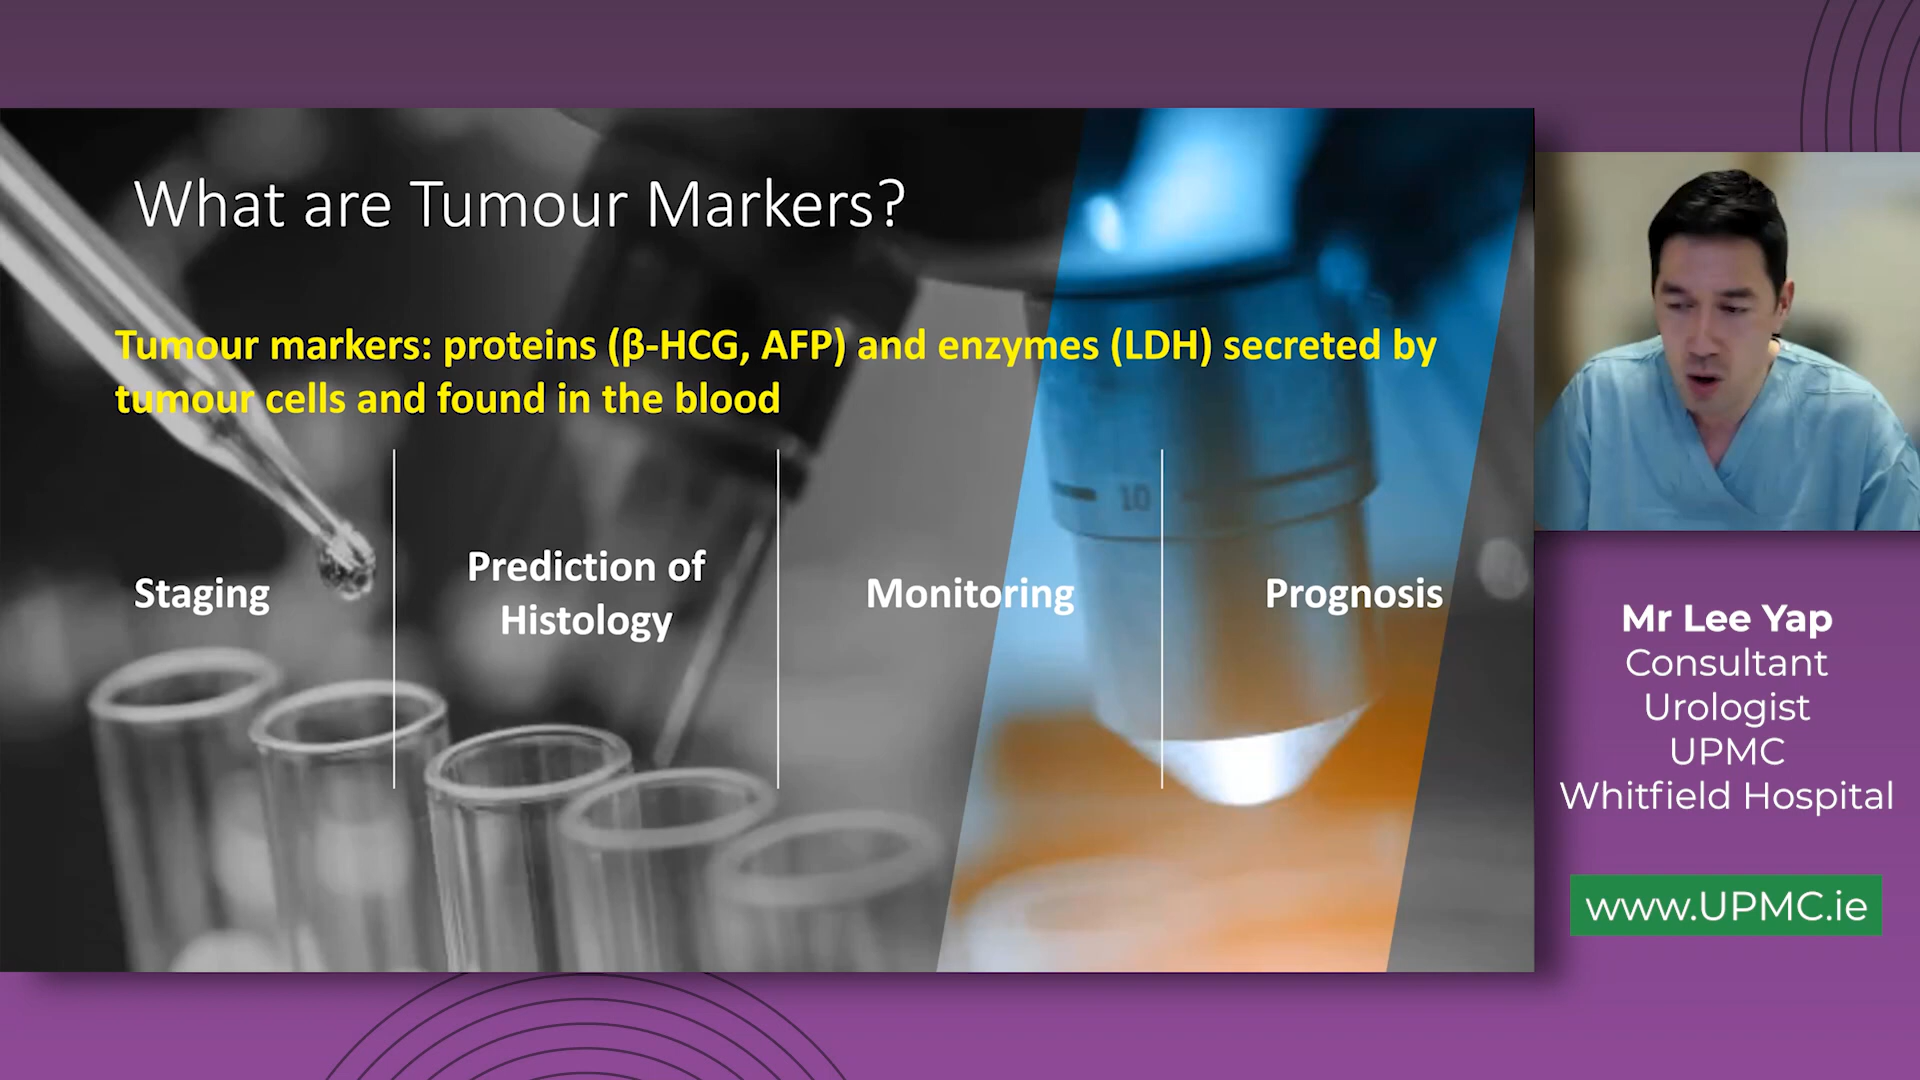 What are Tumour Markers?
Tumour markers: proteins (β-HCG, AFP) and enzymes (LDH) secreted by
tumour cells and found in the blood
Staging
Prediction of
Histology
Monitoring
Prognosis
10
Mr Lee Yap
Consultant
Urologist
UPMC
Whitfield Hospital
www.UPMC.ie